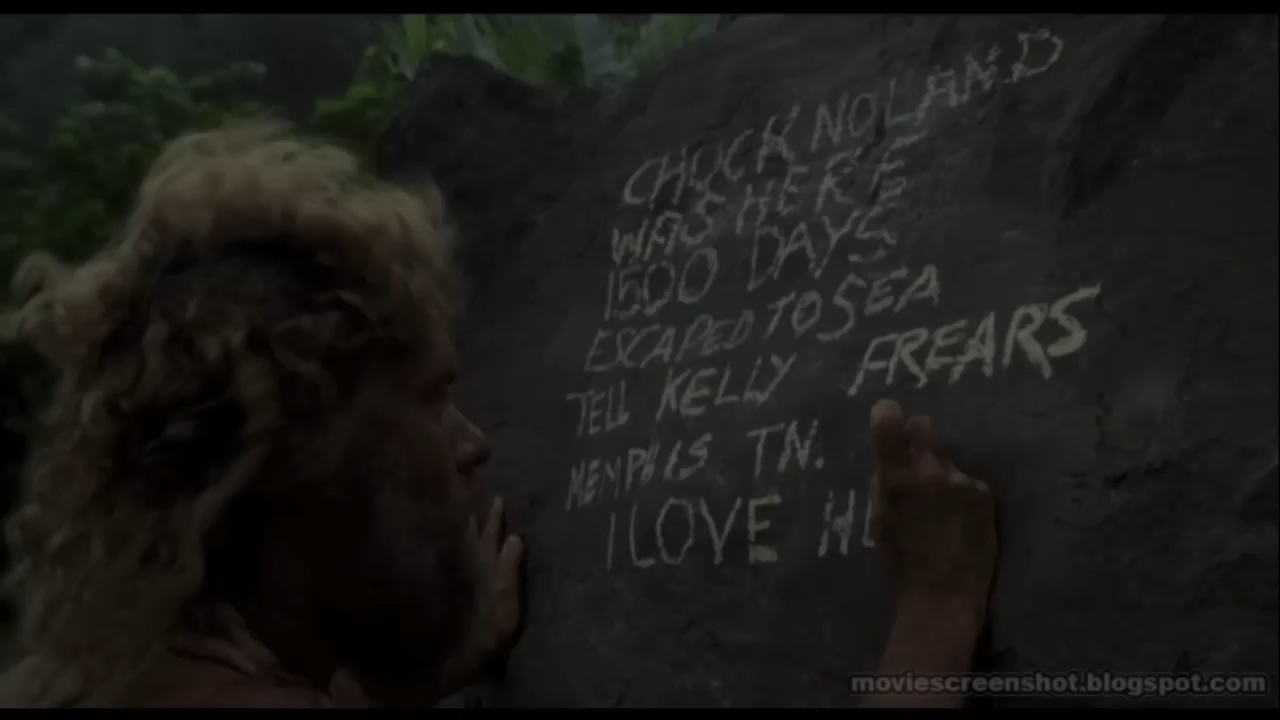 CHUCK NOLAND
WAS HERE
1500 DAYS
ESCAPED TO SEA
TELL KELLY FREARS
MEMPHIS TN.
I LOVE
moviescreenshot.blogspot.com